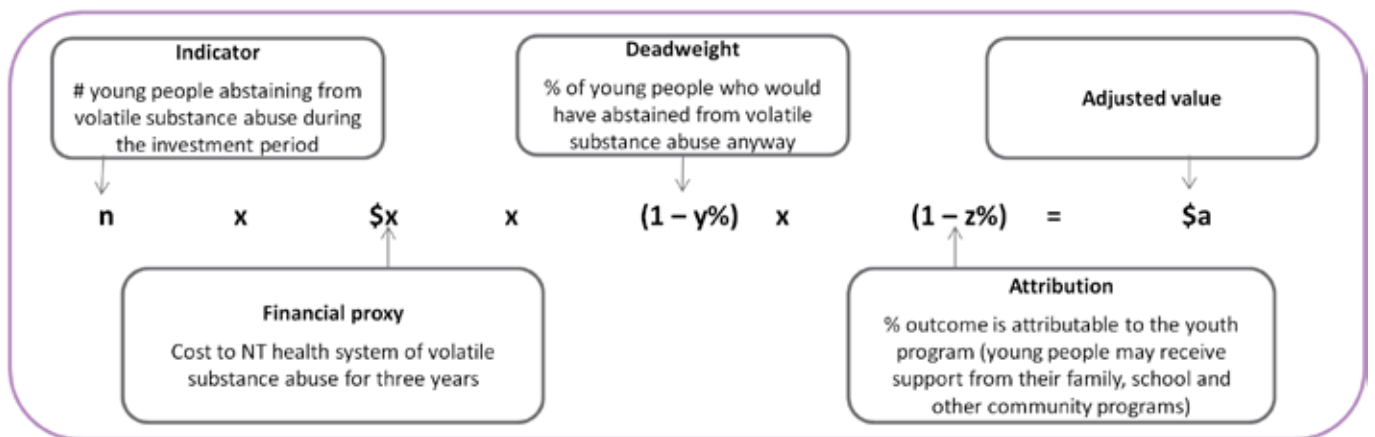 Indicator
# young people abstaining from
volatile substance abuse during
the investment period
Deadweight
% of young people who would
have abstained from volatile
substance abuse anyway
Adjusted value
n x $x x (1 – y%) x (1 – z%) = $a
Financial proxy
Cost to NT health system of volatile
substance abuse for three years
Attribution
% outcome is attributable to the youth
program (young people may receive
support from their family, school and
other community programs)